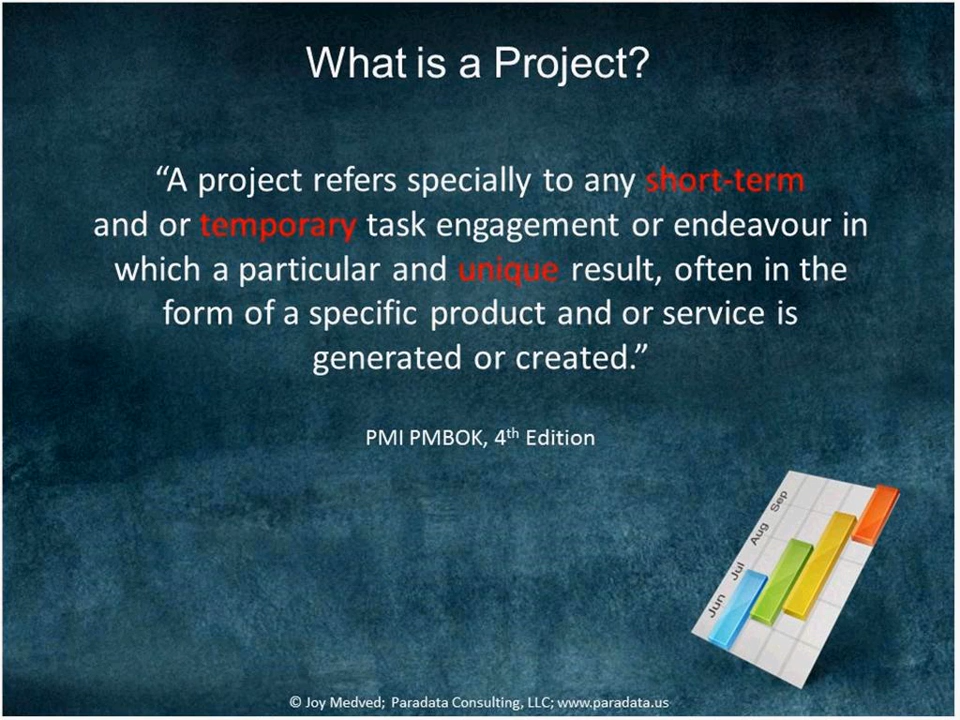 What is a Project?
“A project refers specially to any short-term
and or temporary task engagement or endeavour in
which a particular and unique result, often in the
form of a specific product and or service is
generated or created.”
PMI PMBOK, 4th Edition
Jun Jul Aug Sep
© Joy Medved; Paradata Consulting, LLC; www.paradata.us